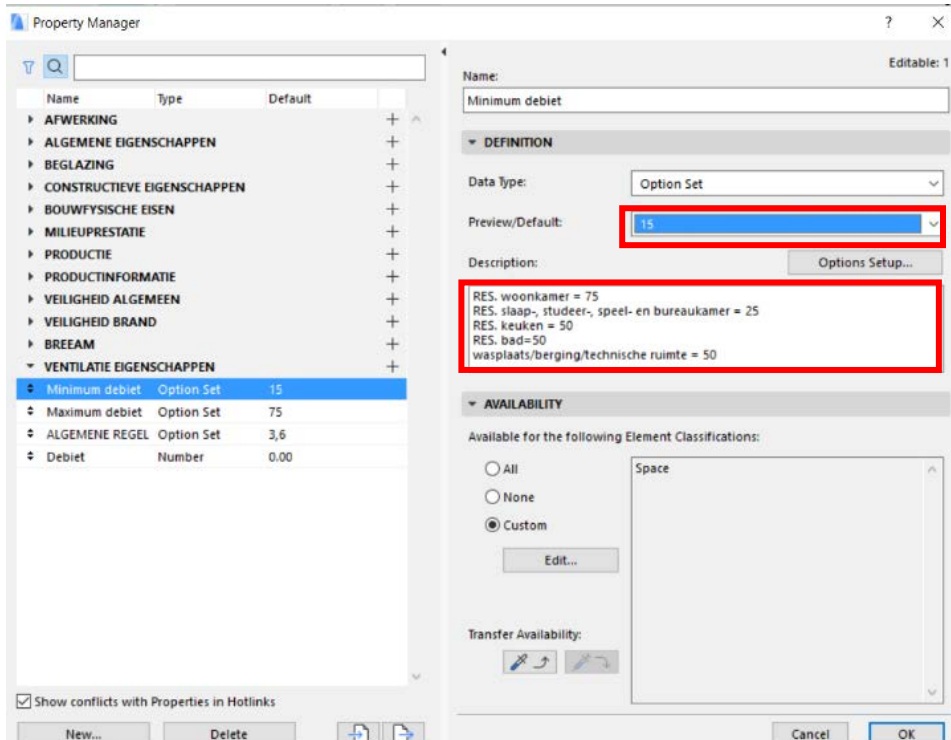 Property Manager
?
Name Type Default
AFWERKING
ALGEMENE EIGENSCHAPPEN
BEGLAZING
CONSTRUCTIEVE EIGENSCHAPPEN
BOUWFYSISCHE EISEN
MILIEUPRESTATIE
PRODUCTIE
PRODUCTINFORMATIE
VEILIGHEID ALGEMEEN
VEILIGHEID BRAND
BREEAM
VENTILATIE EIGENSCHAPPEN
Minimum debiet Option Set 15
Maximum debiet Option Set 75
ALGEMENE REGEL Option Set 3,6
Debiet Number 0.00
Show conflicts with Properties in Hotlinks
New... Delete
Editable: 1
Name:
Minimum debiet
DEFINITION
Data Type: Option Set
Preview/Default: 15
Description: Options Setup...
RES. woonkamer = 75
RES. slaap-, studeer-, speel- en bureaukamer = 25
RES. keuken = 50
RES. bad=50
wasplaats/berging/technische ruimte = 50
AVAILABILITY
Available for the following Element Classifications:
All
None
Custom
Edit...
Space
Transfer Availability:
Cancel OK